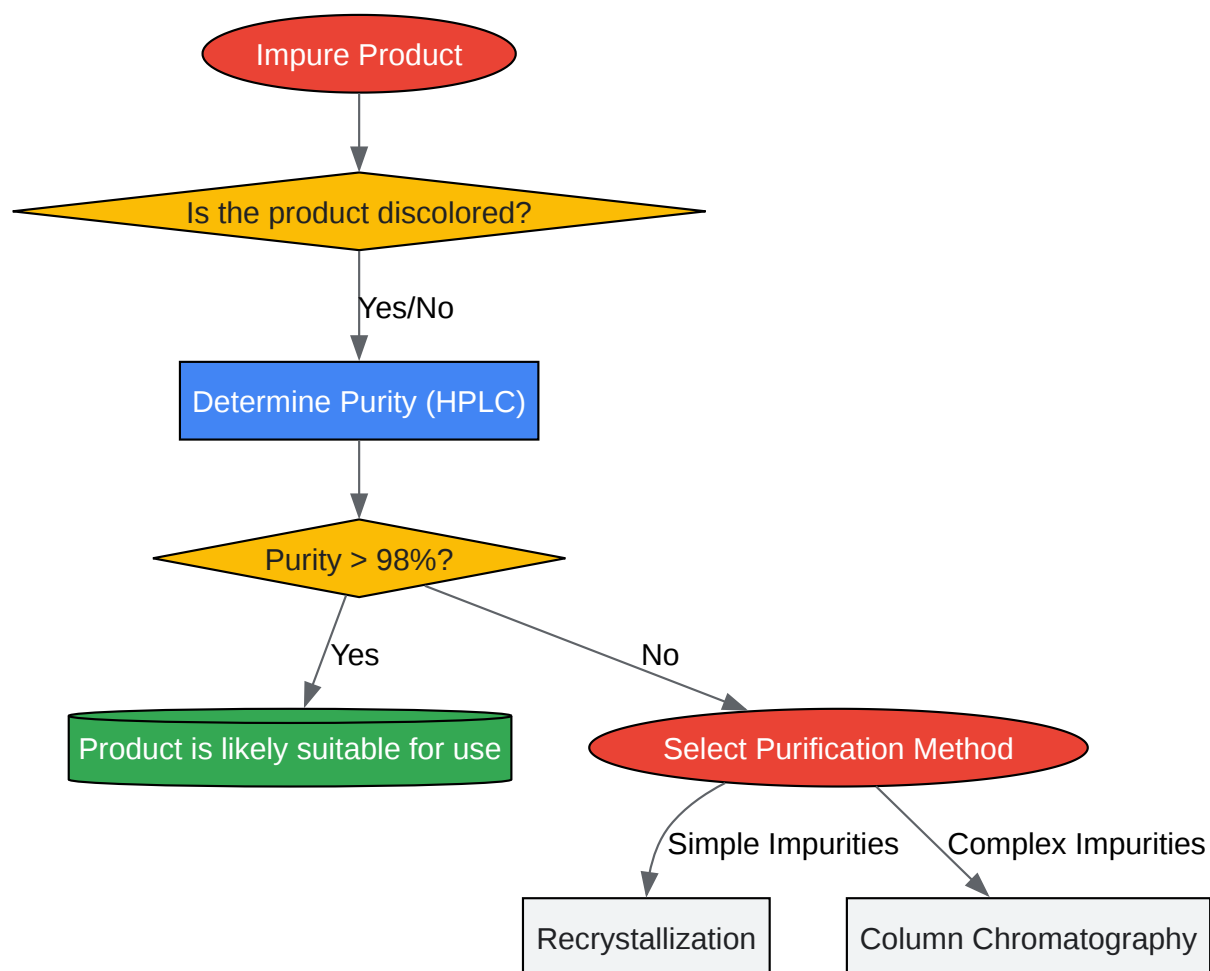 Impure Product
Is the product discolored?
Yes/No
Determine Purity (HPLC)
Purity > 98%?
Yes
No
Product is likely suitable for use
Select Purification Method
Simple Impurities
Complex Impurities
Recrystallization
Column Chromatography